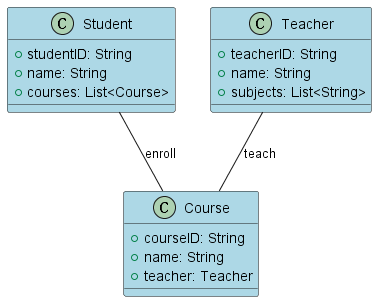 C Student
studentID: String
name: String
courses: List<Course>
C Teacher
teacherID: String
name: String
subjects: List<String>
enroll
teach
C Course
courseID: String
name: String
teacher: Teacher